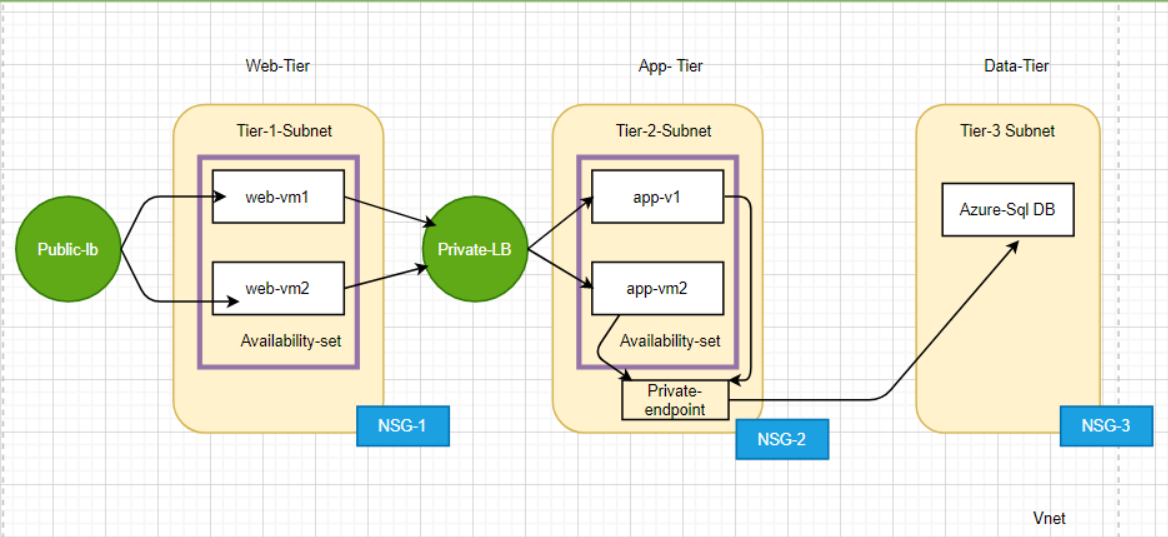 Web-Tier
App- Tier
Data-Tier
Tier-1-Subnet
Tier-2-Subnet
Tier-3 Subnet
web-vm1
app-v1
Azure-Sql DB
Public-lb
Private-LB
web-vm2
app-vm2
Availability-set
Availability-set
Private-
endpoint
NSG-1
NSG-2
NSG-3
Vnet